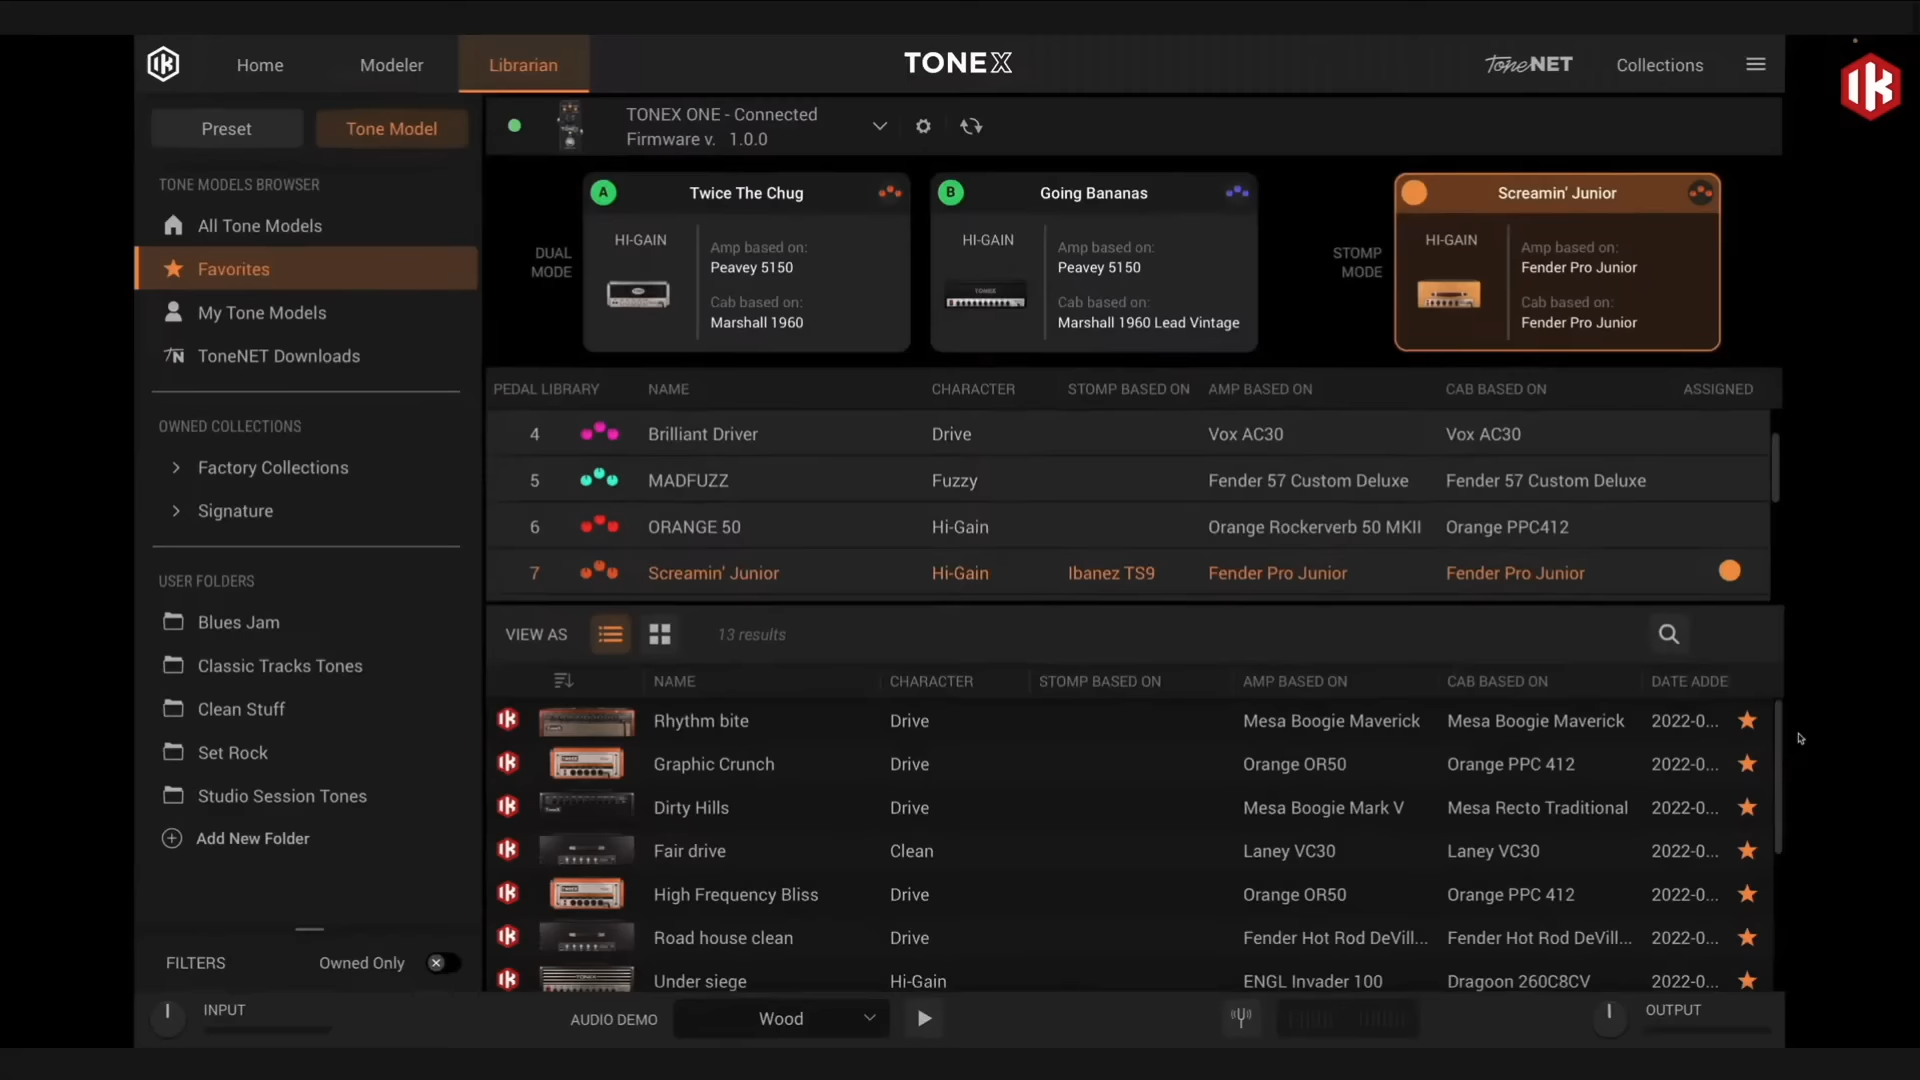 Home
Modeler
Librarian
TONEX
ToneNET
Collections
Preset
Tone Model
TONEX ONE - Connected
Firmware v. 1.0.0
TONE MODELS BROWSER
All Tone Models
Favorites
My Tone Models
ToneNET Downloads
OWNED COLLECTIONS
Factory Collections
Signature
USER FOLDERS
Blues Jam
Classic Tracks Tones
Clean Stuff
Set Rock
Studio Session Tones
Add New Folder
FILTERS
Owned Only
DUAL
MODE
A
Twice The Chug
HI-GAIN
Amp based on:
Peavey 5150
Cab based on:
Marshall 1960
B
Going Bananas
HI-GAIN
TONEX
Amp based on:
Peavey 5150
Cab based on:
Marshall 1960 Lead Vintage
STOMP
MODE
Screamin' Junior
HI-GAIN
Amp based on:
Fender Pro Junior
Cab based on:
Fender Pro Junior
PEDAL LIBRARY NAME CHARACTER STOMP BASED ON AMP BASED ON CAB BASED ON ASSIGNED
4 Brilliant Driver Drive Vox AC30 Vox AC30
5 MADFUZZ Fuzzy Fender 57 Custom Deluxe Fender 57 Custom Deluxe
6 ORANGE 50 Hi-Gain Orange Rockerverb 50 MKII Orange PPC412
7 Screamin' Junior Hi-Gain Ibanez TS9 Fender Pro Junior Fender Pro Junior
VIEW AS 13 results
NAME CHARACTER STOMP BASED ON AMP BASED ON CAB BASED ON DATE ADDE
Rhythm bite Drive Mesa Boogie Maverick Mesa Boogie Maverick 2022-0...
Graphic Crunch Drive Orange OR50 Orange PPC 412 2022-0...
Dirty Hills Drive Mesa Boogie Mark V Mesa Recto Traditional 2022-0...
Fair drive Clean Laney VC30 Laney VC30 2022-0...
High Frequency Bliss Drive Orange OR50 Orange PPC 412 2022-0...
Road house clean Drive Fender Hot Rod DeVill... Fender Hot Rod DeVill... 2022-0...
Under siege Hi-Gain ENGL Invader 100 Dragoon 260C8CV 2022-0...
INPUT
AUDIO DEMO
Wood
OUTPUT